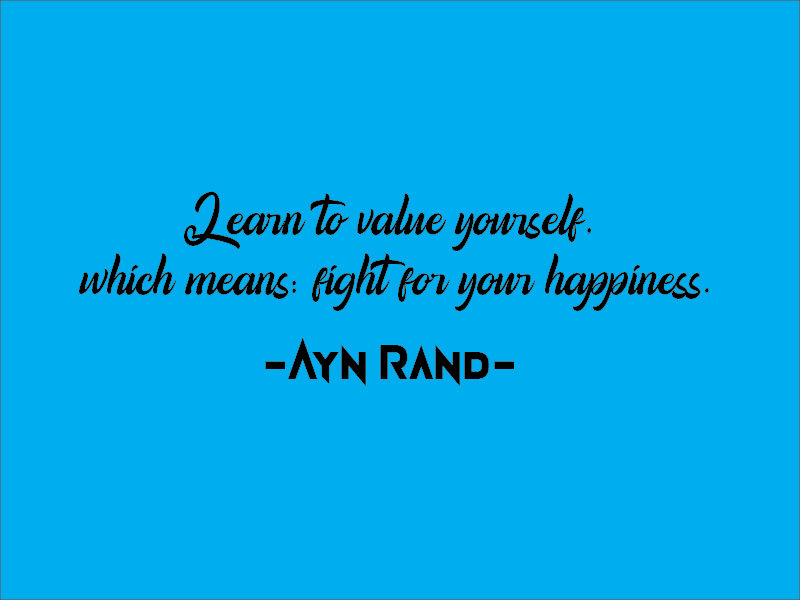 Learn to value yourself.
which means: fight for your happiness.
-Ayn Rand-